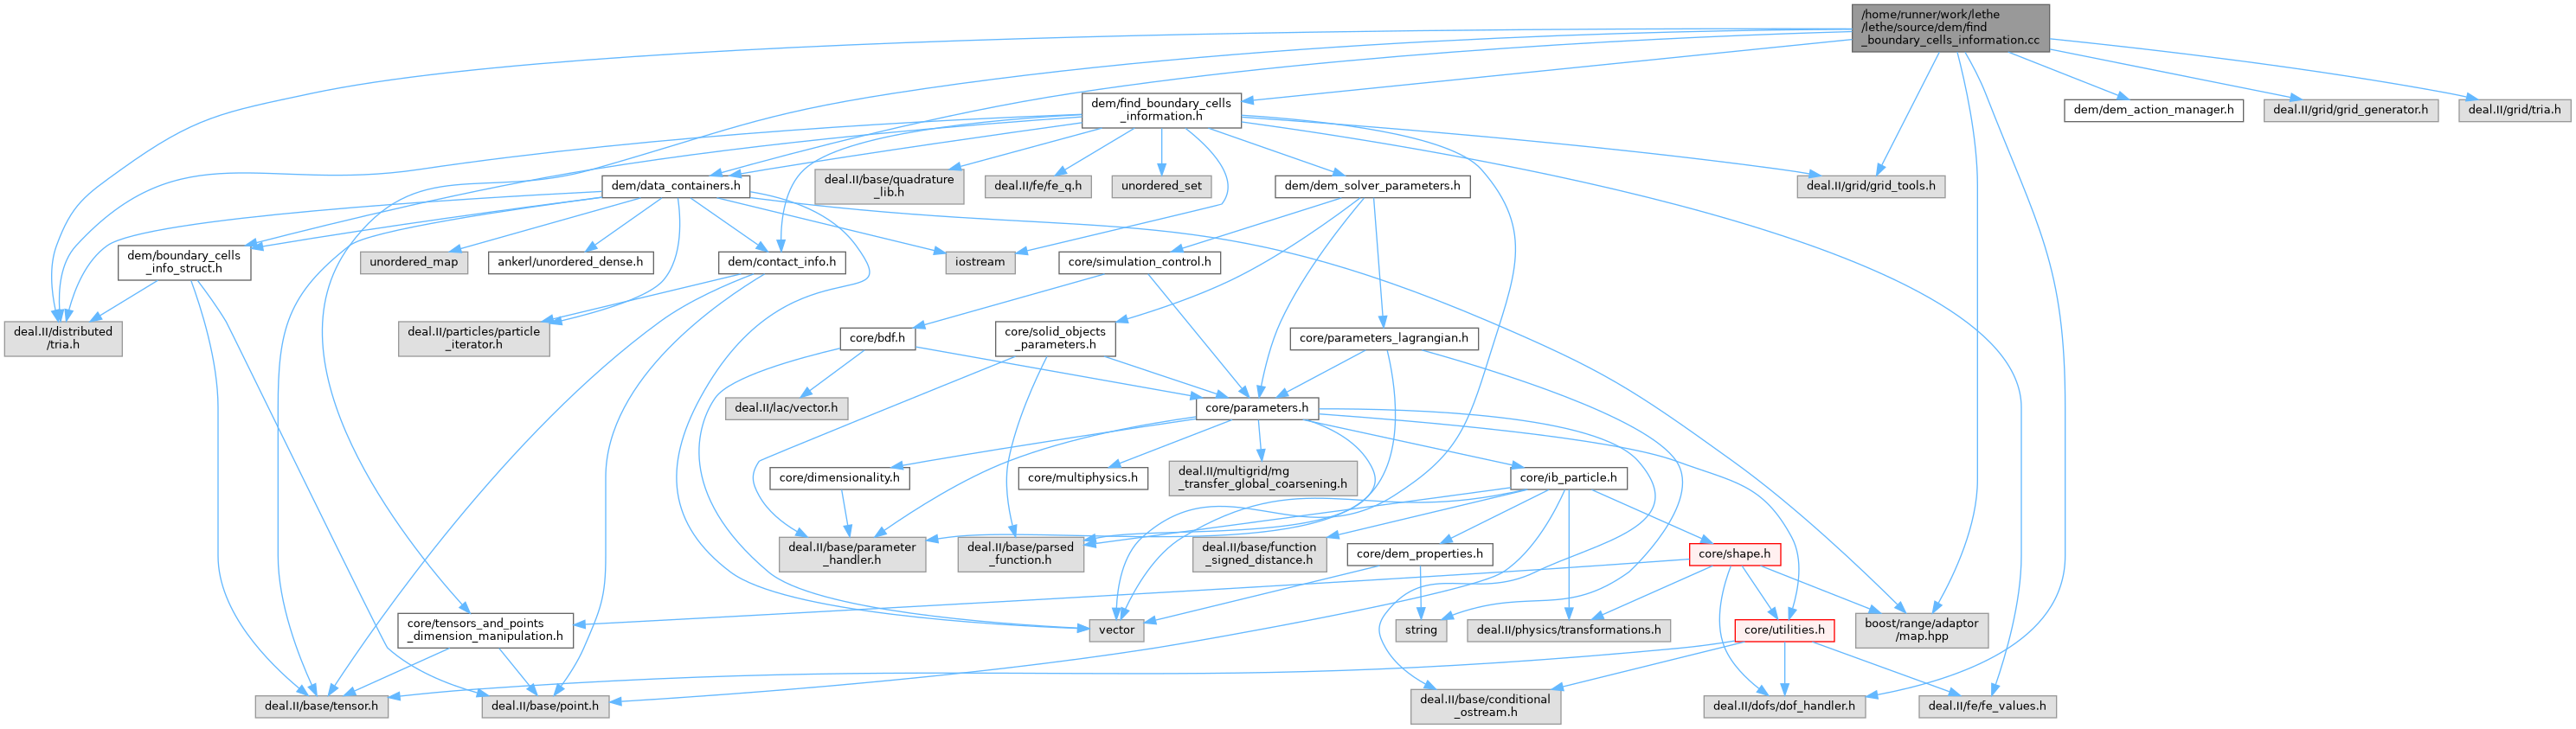 /home/runner/work/lethe
/lethe/source/dem/find
_boundary_cells_information.cc
dem/find_boundary_cells
_information.h
dem/dem_action_manager.h
deal.II/grid/grid_generator.h
deal.II/grid/tria.h
dem/data_containers.h
deal.II/base/quadrature
_lib.h
deal.II/fe/fe_q.h
unordered_set
dem/dem_solver_parameters.h
deal.II/grid/grid_tools.h
dem/boundary_cells
_info_struct.h
unordered_map
ankerl/unordered_dense.h
dem/contact_info.h
iostream
core/simulation_control.h
deal.II/distributed
/tria.h
deal.II/particles/particle
_iterator.h
core/bdf.h
core/solid_objects
_parameters.h
core/parameters_lagrangian.h
deal.II/lac/vector.h
core/parameters.h
core/dimensionality.h
core/multiphysics.h
deal.II/multigrid/mg
_transfer_global_coarsening.h
core/ib_particle.h
deal.II/base/parameter
_handler.h
deal.II/base/parsed
_function.h
deal.II/base/function
_signed_distance.h
core/dem_properties.h
core/shape.h
core/tensors_and_points
_dimension_manipulation.h
vector
string
deal.II/physics/transformations.h
core/utilities.h
boost/range/adaptor
/map.hpp
deal.II/base/tensor.h
deal.II/base/point.h
deal.II/base/conditional
_ostream.h
deal.II/dofs/dof_handler.h
deal.II/fe/fe_values.h